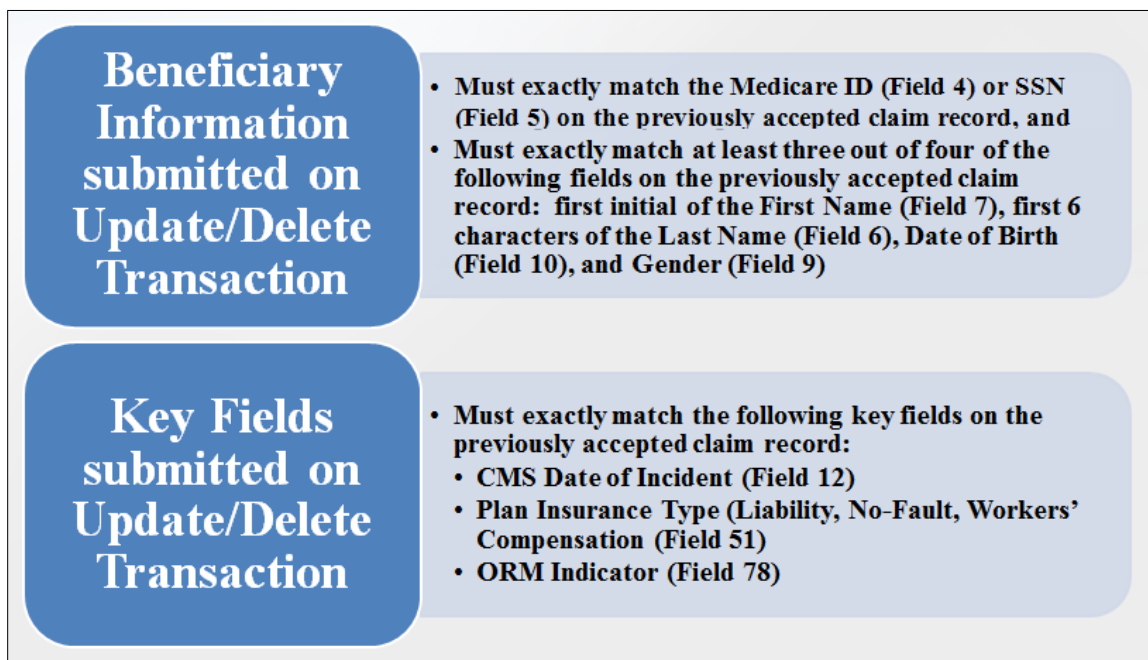 Beneficiary
Information
submitted on
Update/Delete
Transaction
• Must exactly match the Medicare ID (Field 4) or SSN
(Field 5) on the previously accepted claim record, and
• Must exactly match at least three out of four of the
following fields on the previously accepted claim
record: first initial of the First Name (Field 7), first 6
characters of the Last Name (Field 6), Date of Birth
(Field 10), and Gender (Field 9)
Key Fields
submitted on
Update/Delete
Transaction
• Must exactly match the following key fields on the
previously accepted claim record:
• CMS Date of Incident (Field 12)
• Plan Insurance Type (Liability, No-Fault, Workers’
Compensation (Field 51)
• ORM Indicator (Field 78)